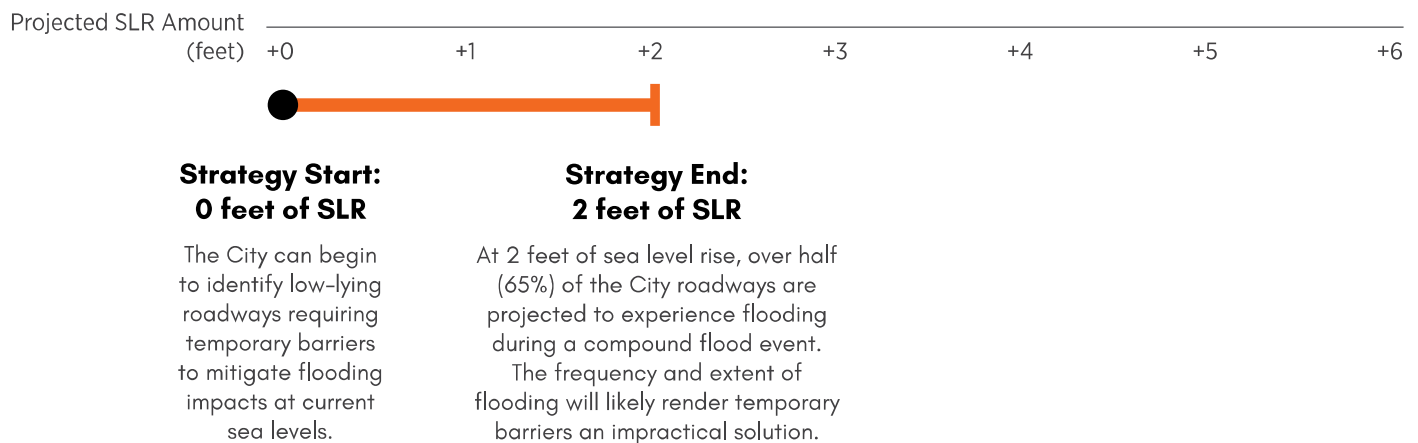 Projected SLR Amount
(feet) +0 +1 +2 +3 +4 +5 +6
Strategy Start:
0 feet of SLR
The City can begin
to identify low-lying
roadways requiring
temporary barriers
to mitigate flooding
impacts at current
sea levels.
Strategy End:
2 feet of SLR
At 2 feet of sea level rise, over half
(65%) of the City roadways are
projected to experience flooding
during a compound flood event.
The frequency and extent of
flooding will likely render temporary
barriers an impractical solution.